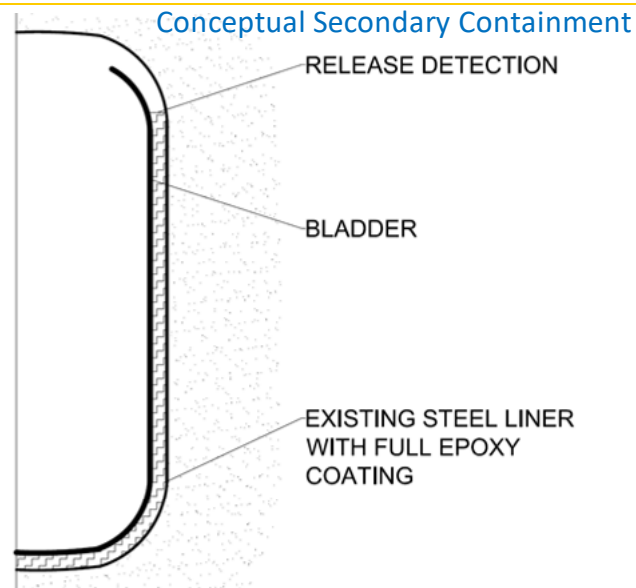 Conceptual Secondary Containment
RELEASE DETECTION
BLADDER
EXISTING STEEL LINER
WITH FULL EPOXY
COATING